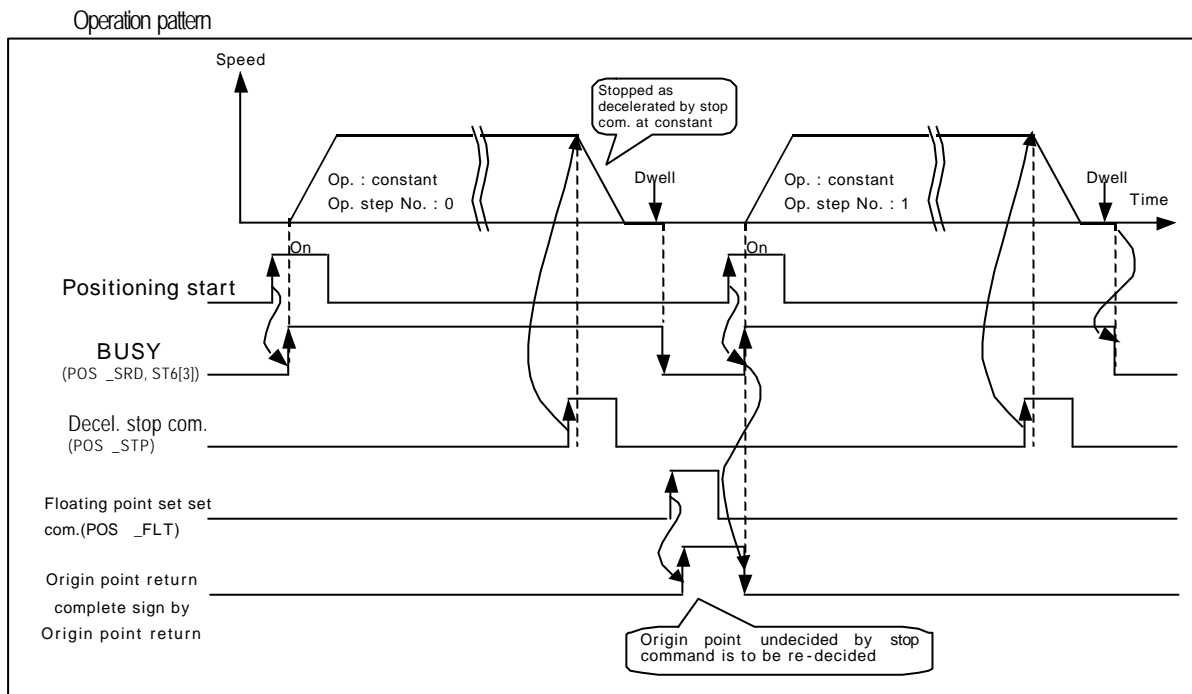 Operation pattern
Speed
Stopped as
decelerated by stop
com. at constant
Op. : constant
Op. step No. : 0
Dwell
Op. : constant
Op. step No. : 1
Dwell
Time
On
On
Positioning start
BUSY
(POS _SRD, ST6[3])
Decel. stop com.
(POS _STP)
Floating point set set
com.(POS _FLT)
Origin point return
complete sign by
Origin point return
Origin point undecided by stop
command is to be re-decided